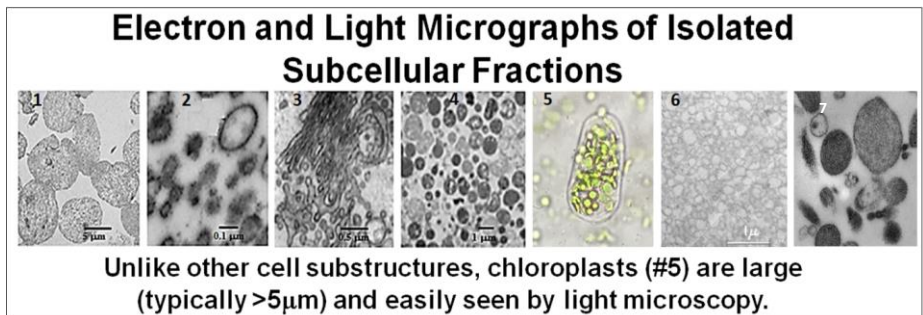 Electron and Light Micrographs of Isolated
Subcellular Fractions
1 2 3 4 5 6 7
5 µm 0.1 µm 0.5 µm 1 µm 1µ
Unlike other cell substructures, chloroplasts (#5) are large
(typically >5µm) and easily seen by light microscopy.